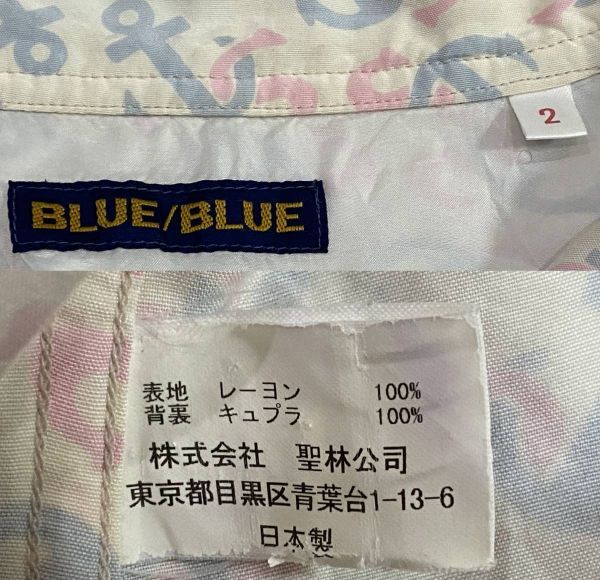 2
BLUE/BLUE
表地 レーヨン 100%
背裏 キュプラ 100%
株式会社 聖林公司
東京都目黒区青葉台1-13-6
日本製